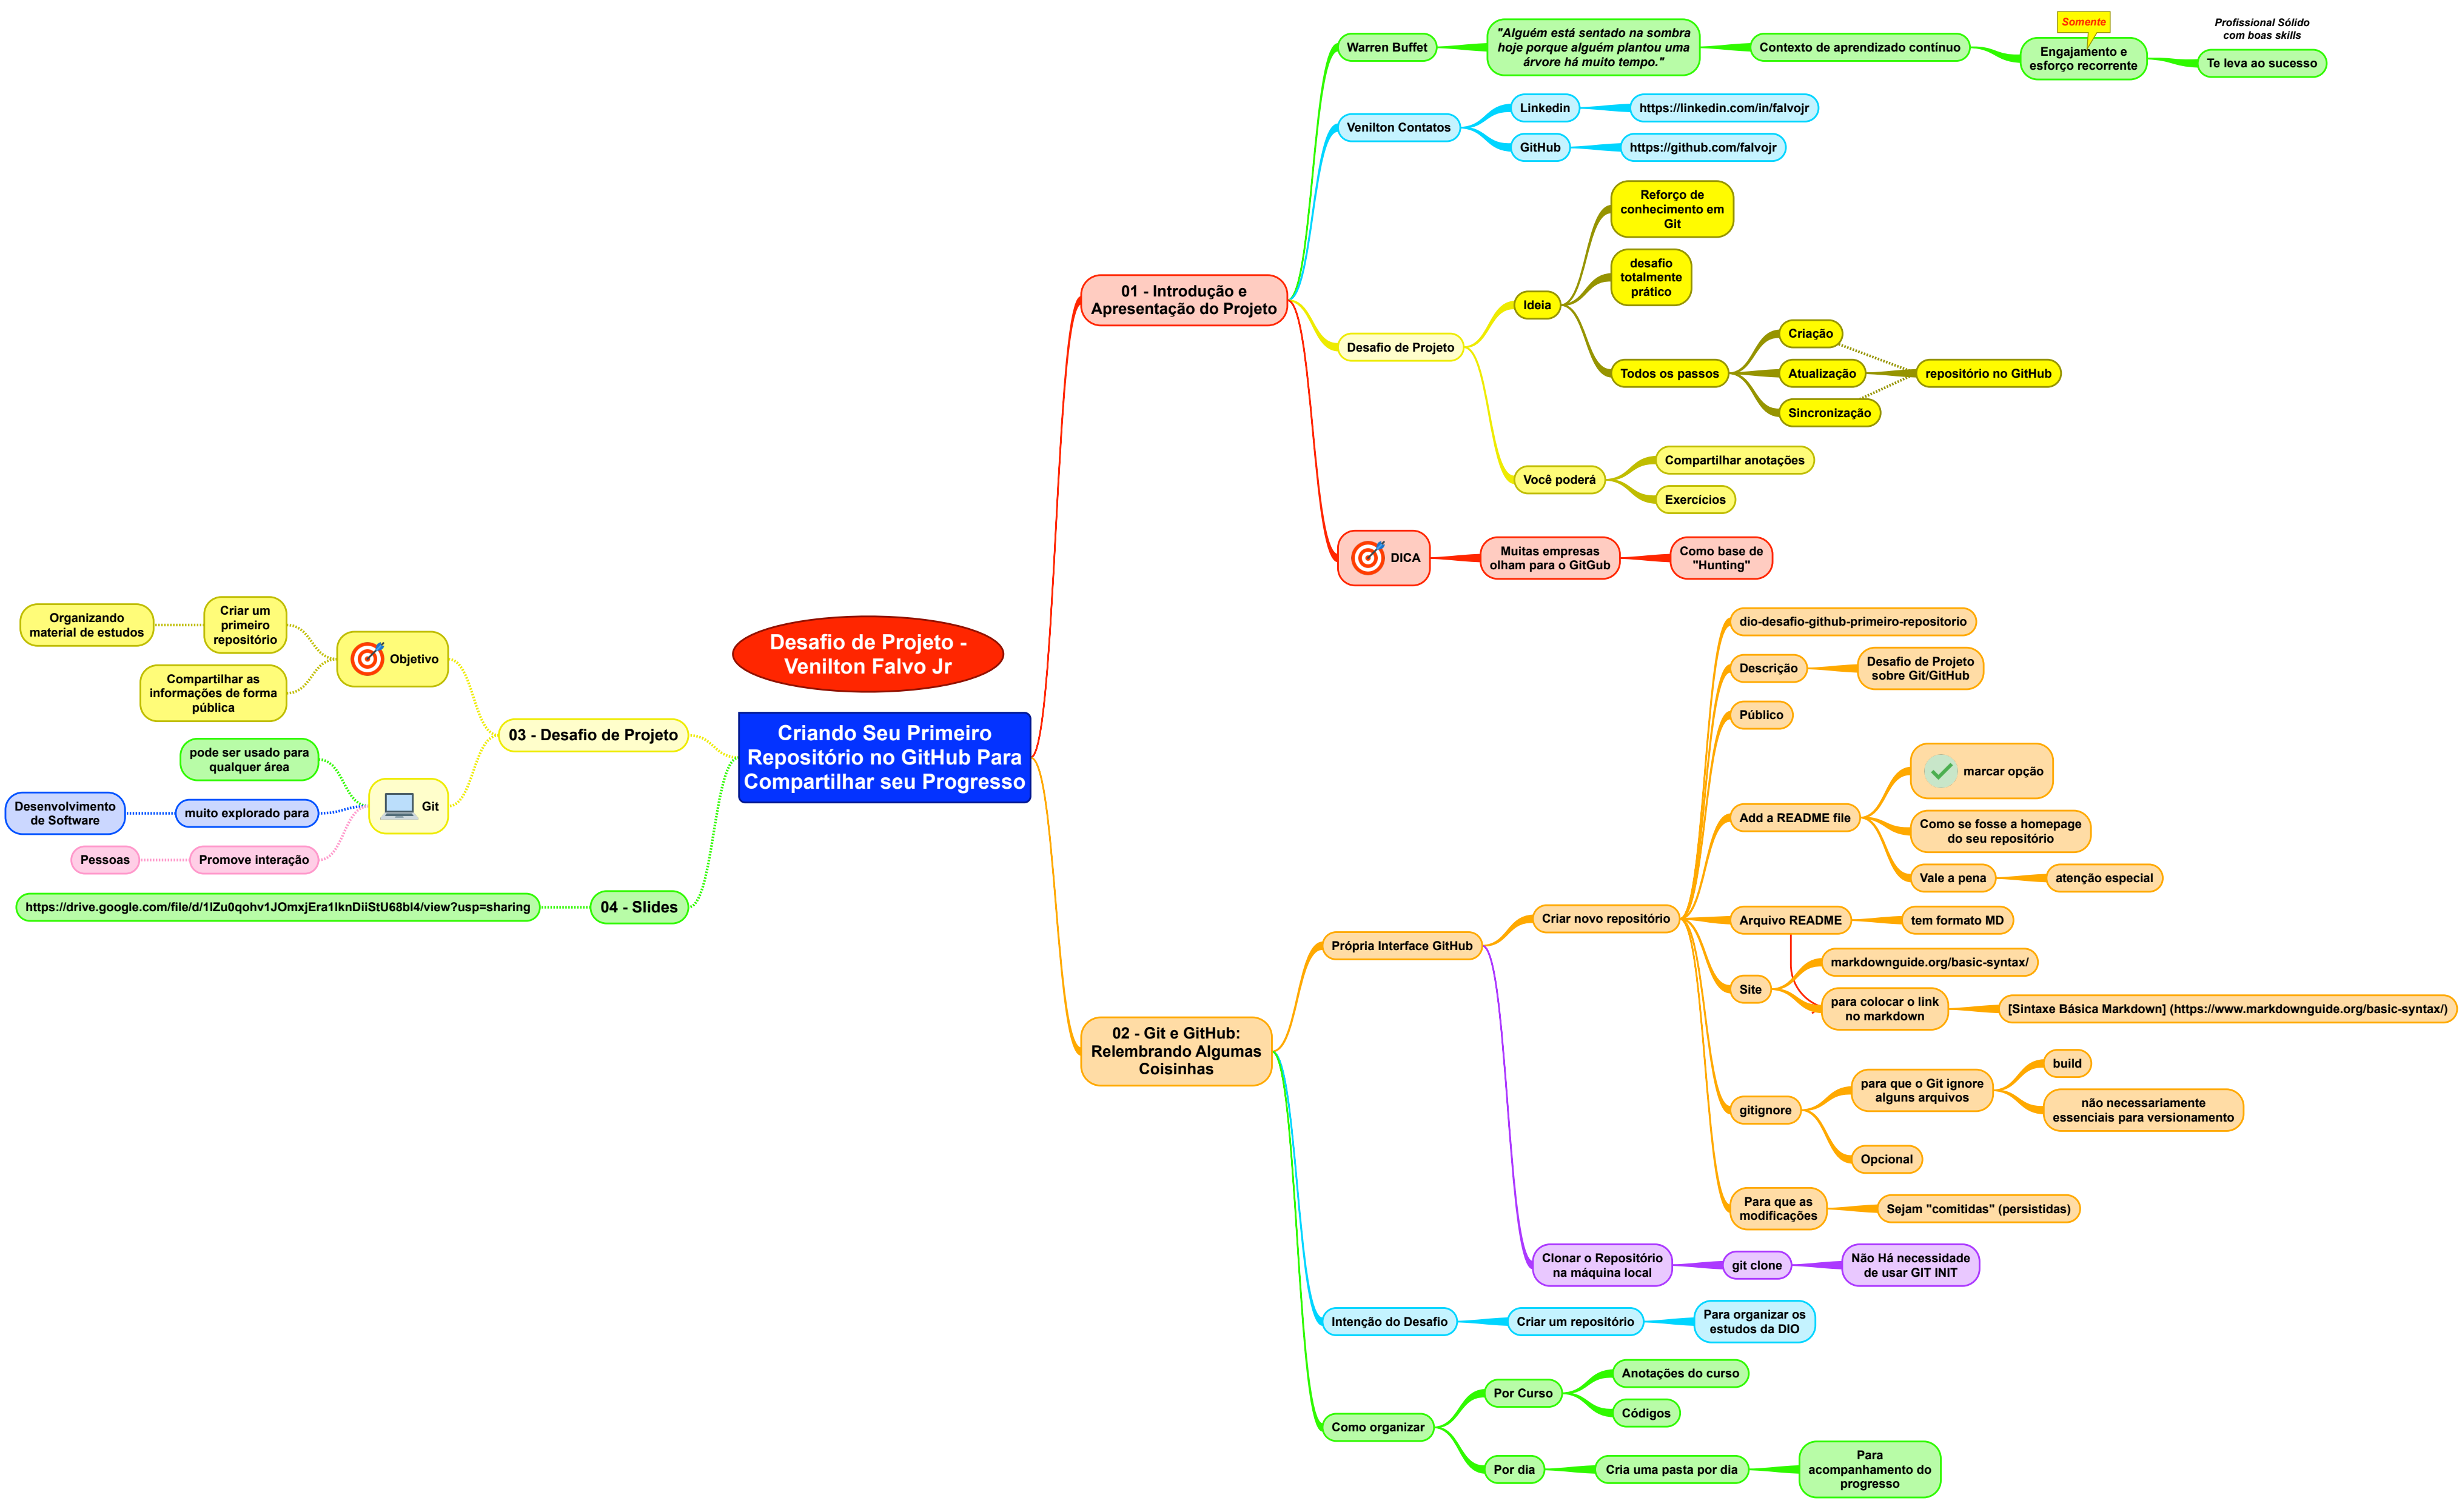 Desafio de Projeto -
Venilton Falvo Jr
Criando Seu Primeiro
Repositório no GitHub Para
Compartilhar seu Progresso
01 - Introdução e
Apresentação do Projeto
Warren Buffet
"Alguém está sentado na sombra
hoje porque alguém plantou uma
árvore há muito tempo."
Contexto de aprendizado contínuo
Somente
Engajamento e
esforço recorrente
Profissional Sólido
com boas skills
Te leva ao sucesso
Venilton Contatos
Linkedin
https://linkedin.com/in/falvojr
GitHub
https://github.com/falvojr
Desafio de Projeto
Ideia
Reforço de
conhecimento em
Git
desafio
totalmente
prático
Todos os passos
Criação
Atualização
Sincronização
repositório no GitHub
Você poderá
Compartilhar anotações
Exercícios
DICA
Muitas empresas
olham para o GitGub
Como base de
"Hunting"
02 - Git e GitHub:
Relembrando Algumas
Coisinhas
Própria Interface GitHub
Criar novo repositório
dio-desafio-github-primeiro-repositorio
Descrição
Desafio de Projeto
sobre Git/GitHub
Público
Add a README file
marcar opção
Como se fosse a homepage
do seu repositório
Vale a pena
atenção especial
Arquivo README
tem formato MD
Site
markdownguide.org/basic-syntax/
para colocar o link
no markdown
[Sintaxe Básica Markdown] (https://www.markdownguide.org/basic-syntax/)
gitignore
para que o Git ignore
alguns arquivos
build
não necessariamente
essenciais para versionamento
Opcional
Para que as
modificações
Sejam "comitidas" (persistidas)
Clonar o Repositório
na máquina local
git clone
Não Há necessidade
de usar GIT INIT
Intenção do Desafio
Criar um repositório
Para organizar os
estudos da DIO
Como organizar
Por Curso
Anotações do curso
Códigos
Por dia
Cria uma pasta por dia
Para
acompanhamento do
progresso
03 - Desafio de Projeto
Objetivo
Criar um
primeiro
repositório
Organizando
material de estudos
Compartilhar as
informações de forma
pública
Git
pode ser usado para
qualquer área
muito explorado para
Desenvolvimento
de Software
Promove interação
Pessoas
04 - Slides
https://drive.google.com/file/d/1IZu0qohv1JOmxjEra1IknDiiStU68bl4/view?usp=sharing